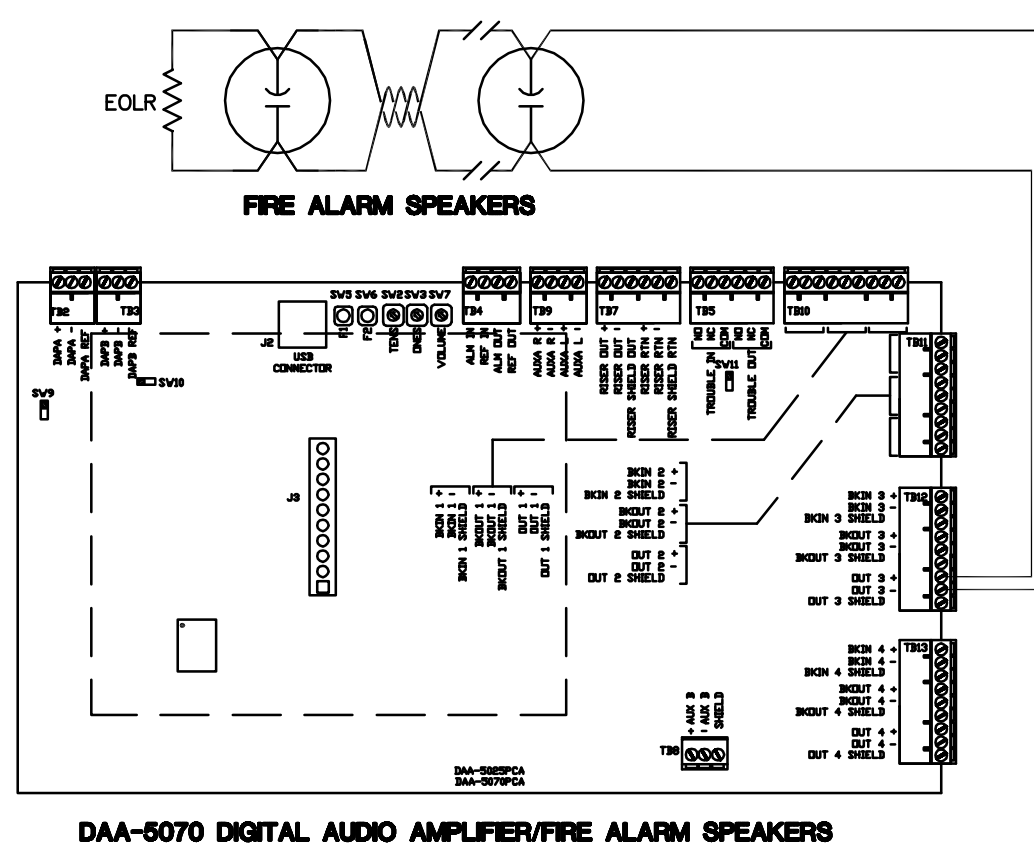 EOLR
FIRE ALARM SPEAKERS
TB2
TB3
TB4
TB9
TB7
TB5
TB10
TB11
SW5 SW6 SW2 SW3 SW7
F1
F2
TENS
ONES
VOLUME
J2
USB
CONNECTOR
DAPA +
DAPA -
DAPA REF
DAPB +
DAPB -
DAPB REF
SW10
SW9
ALM IN
REF IN
ALM OUT
REF OUT
AUXA R +
AUXA R -
AUXA L +
AUXA L -
RISER OUT +
RISER OUT -
RISER SHIELD OUT
RISER RTN +
RISER RTN -
RISER SHIELD RTN
NO
NC
COM
NO
NC
COM
TROUBLE IN
SW11
TROUBLE OUT
J3
BKIN 1 +
BKIN 1 -
BKIN 1 SHIELD
BKOUT 1 +
BKOUT 1 -
BKOUT 1 SHIELD
OUT 1 +
OUT 1 -
OUT 1 SHIELD
BKIN 2 +
BKIN 2 -
BKIN 2 SHIELD
BKOUT 2 +
BKOUT 2 -
BKOUT 2 SHIELD
OUT 2 +
OUT 2 -
OUT 2 SHIELD
TB12
BKIN 3 +
BKIN 3 -
BKIN 3 SHIELD
BKOUT 3 +
BKOUT 3 -
BKOUT 3 SHIELD
OUT 3 +
OUT 3 -
OUT 3 SHIELD
TB13
BKIN 4 +
BKIN 4 -
BKIN 4 SHIELD
BKOUT 4 +
BKOUT 4 -
BKOUT 4 SHIELD
OUT 4 +
OUT 4 -
OUT 4 SHIELD
+ AUX B
- AUX B
SHIELD
TB8
DAA-5025PCA
DAA-5070PCA
DAA-5070 DIGITAL AUDIO AMPLIFIER/FIRE ALARM SPEAKERS